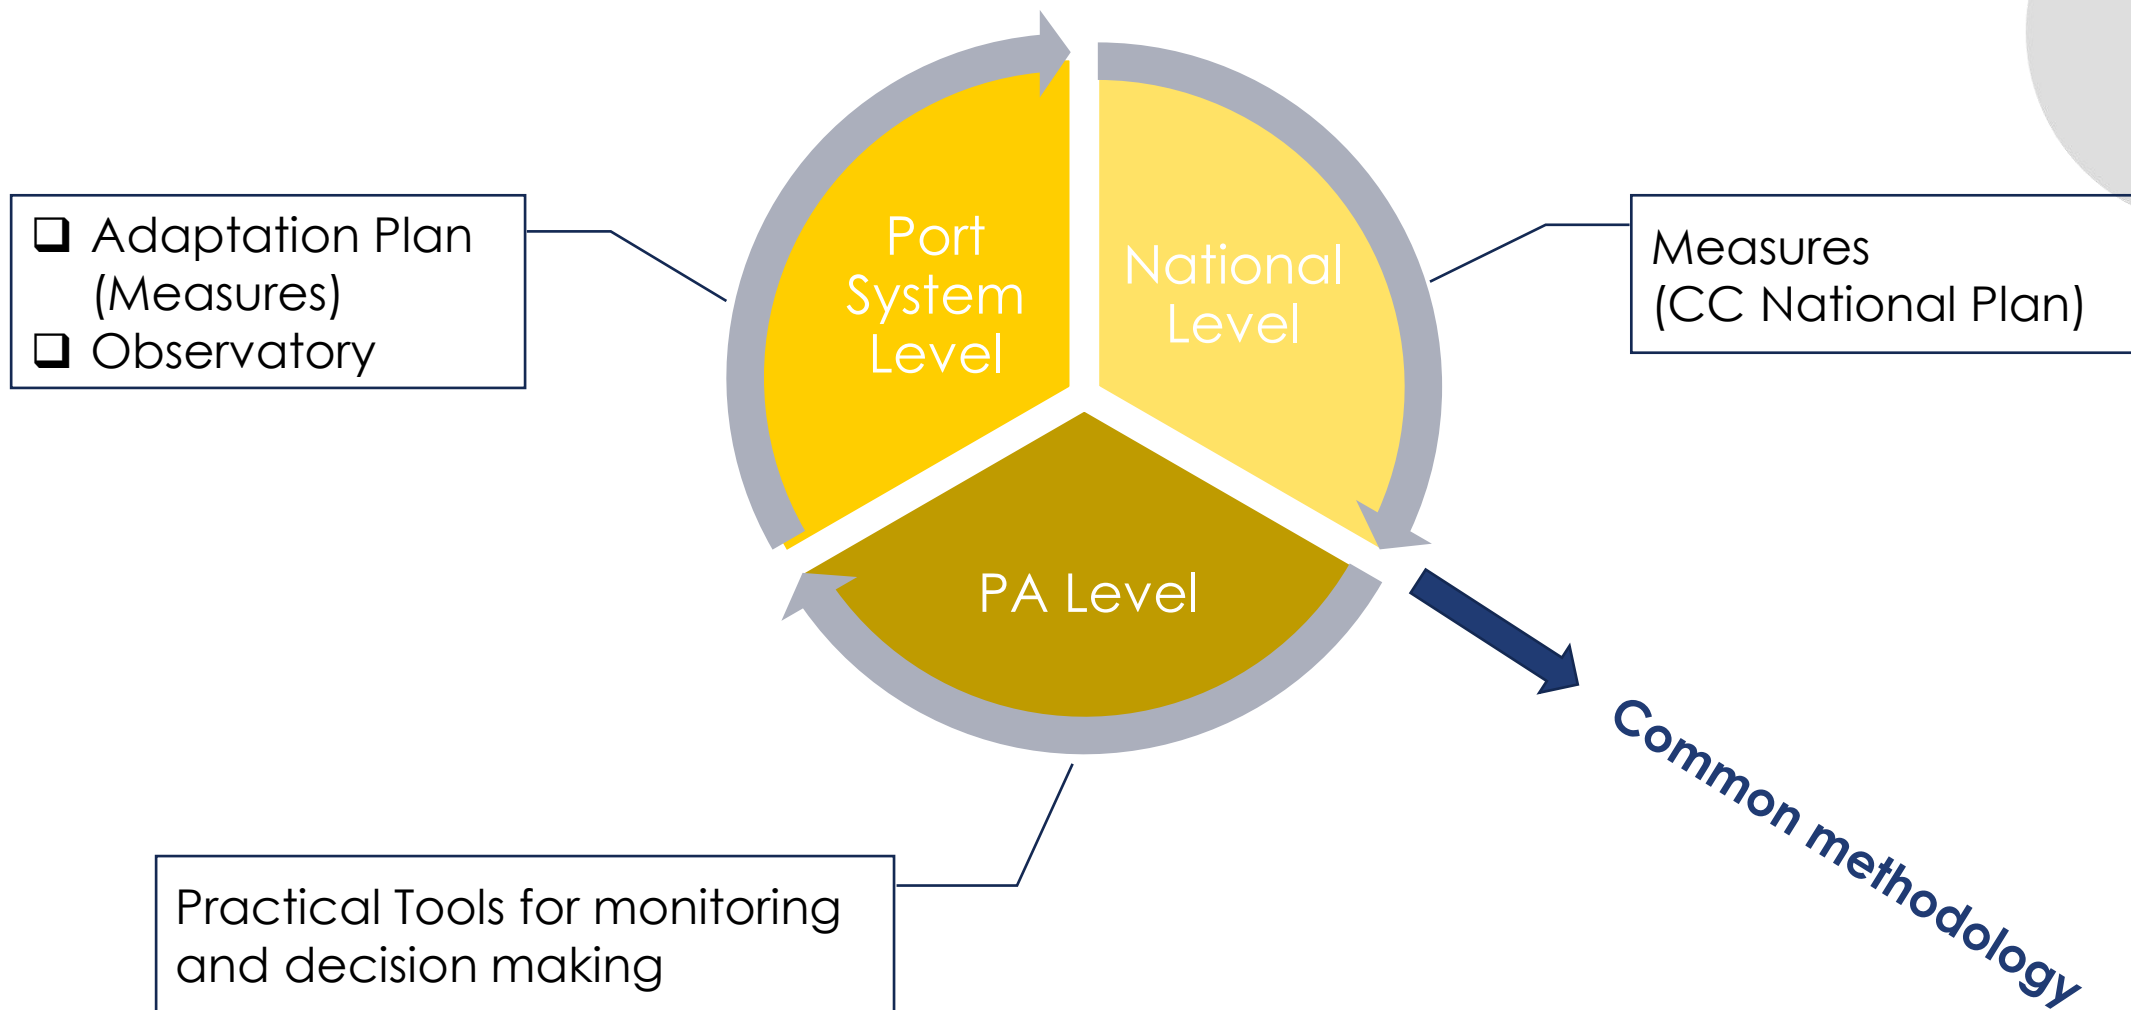 ❑ Adaptation Plan
(Measures)
❑ Observatory
Port
System
Level
National
Level
Measures
(CC National Plan)
PA Level
Practical Tools for monitoring
and decision making
Common methodology